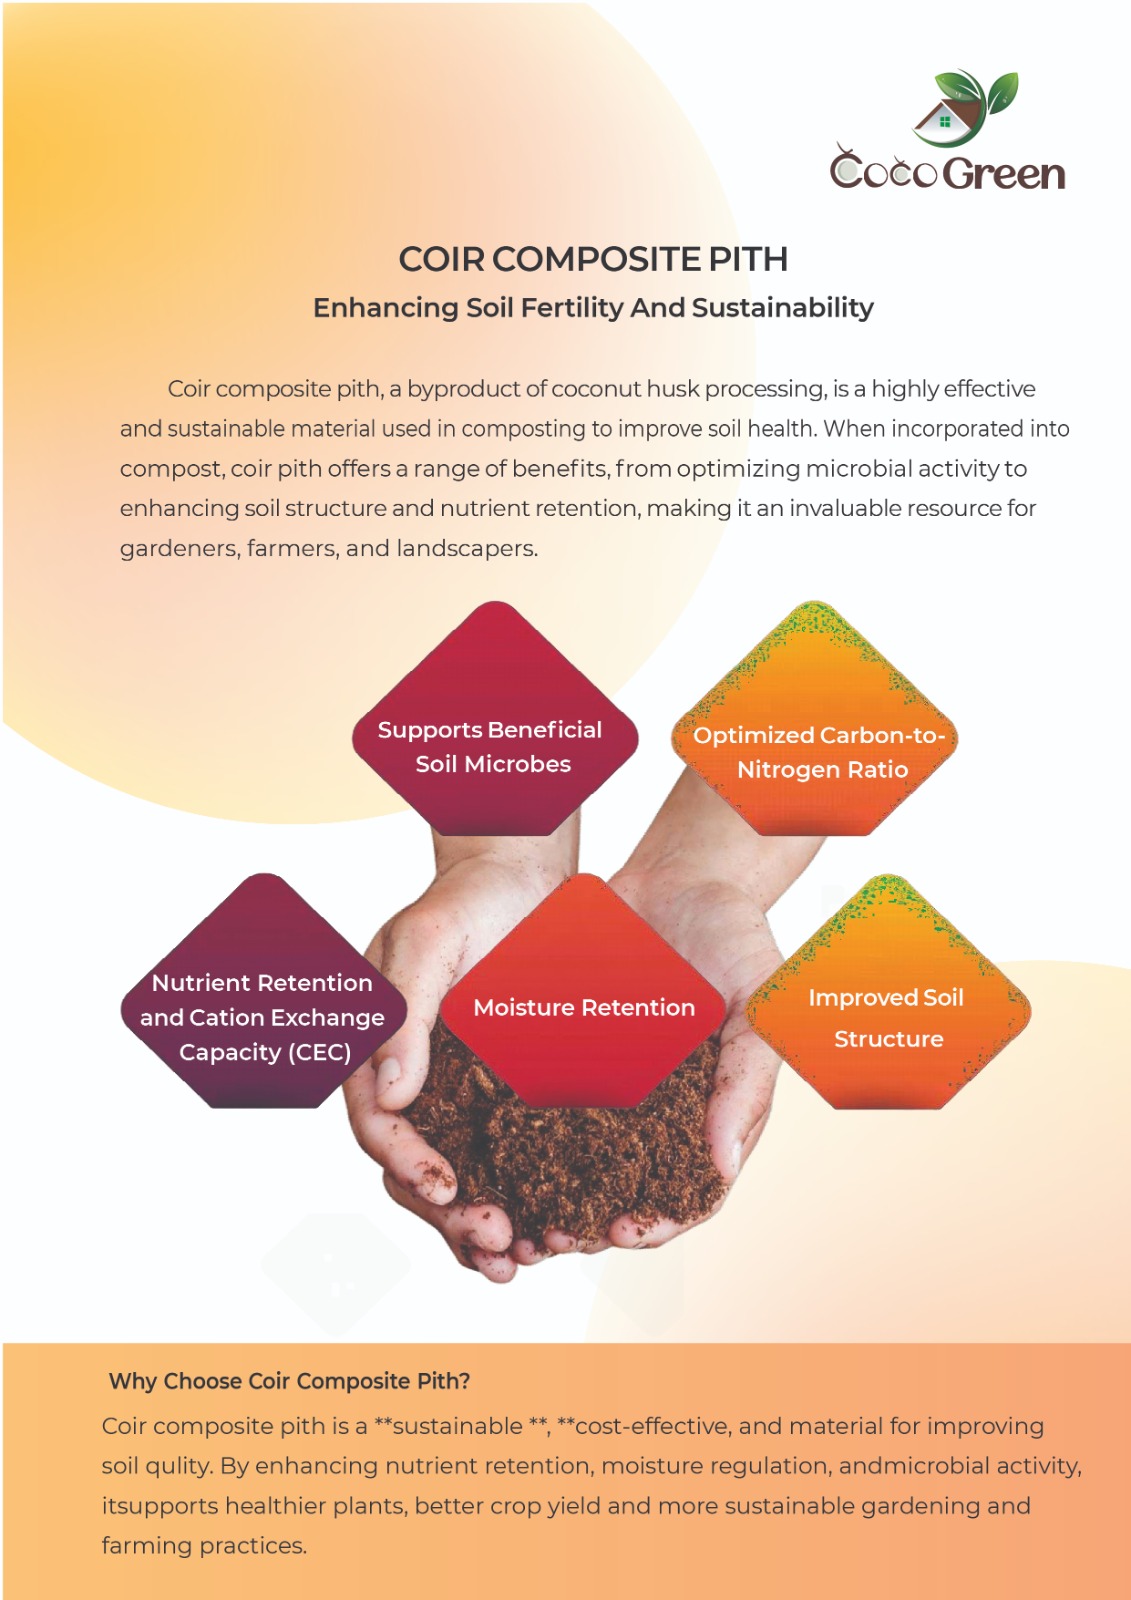 Coco Green
COIR COMPOSITE PITH
Enhancing Soil Fertility And Sustainability
Coir composite pith, a byproduct of coconut husk processing, is a highly effective
and sustainable material used in composting to improve soil health. When incorporated into
compost, coir pith offers a range of benefits, from optimizing microbial activity to
enhancing soil structure and nutrient retention, making it an invaluable resource for
gardeners, farmers, and landscapers.
Supports Beneficial
Soil Microbes
Optimized Carbon-to-
Nitrogen Ratio
Nutrient Retention
and Cation Exchange
Capacity (CEC)
Moisture Retention
Improved Soil
Structure
Why Choose Coir Composite Pith?
Coir composite pith is a **sustainable **, **cost-effective, and material for improving
soil qulity. By enhancing nutrient retention, moisture regulation, andmicrobial activity,
itsupports healthier plants, better crop yield and more sustainable gardening and
farming practices.